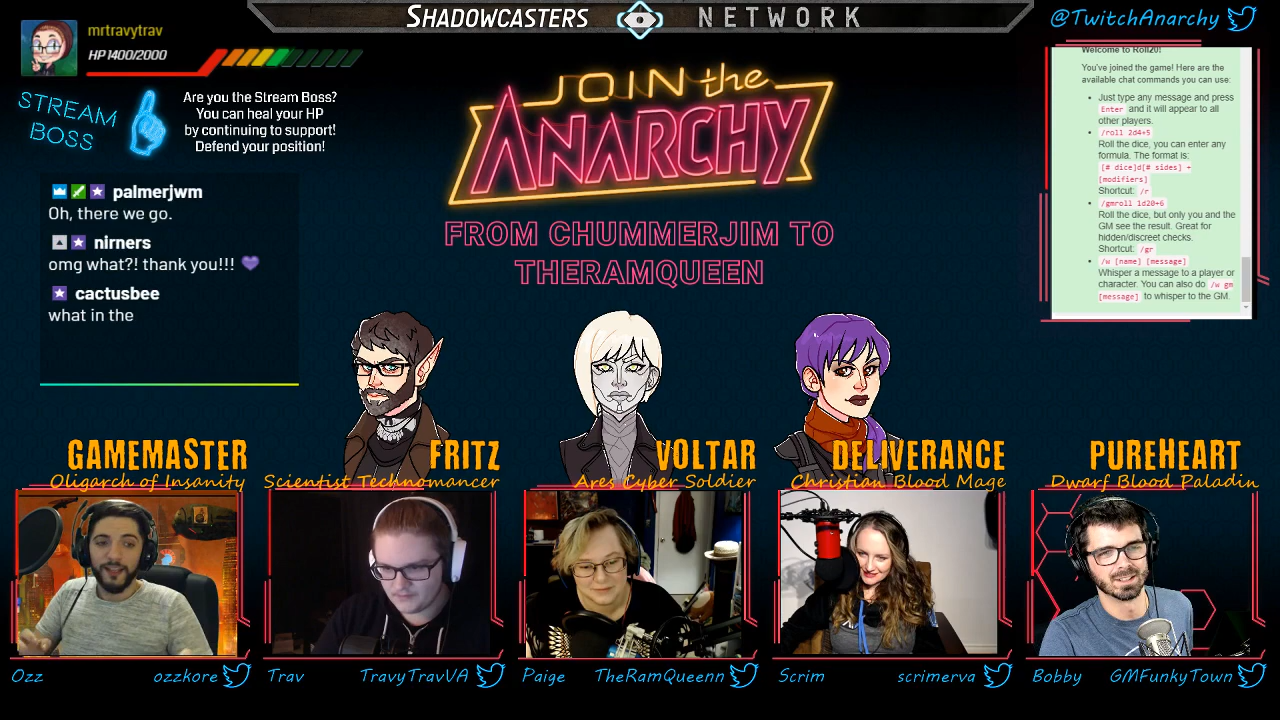 SHADOWCASTERS NETWORK
@TwitchAnarchy
mrtravytrav
HP 1400/2000
STREAM
BOSS
Are you the Stream Boss?
You can heal your HP
by continuing to support!
Defend your position!
palmerjwm
Oh, there we go.
nirners
omg what?! thank you!!!
cactusbee
what in the
JOIN the
ANARCHY
FROM CHUMMERJIM TO
THERAMQUEEN
Welcome to Roll20!
You've joined the game! Here are the
available chat commands you can use:
Just type any message and press
Enter and it will appear to all
other players.
/roll 2d4+5
Roll the dice, you can enter any
formula. The format is:
[# dice]d[# sides] +
[modifiers]
Shortcut: /r
/gmroll 1d20+6
Roll the dice, but only you and the
GM see the result. Great for
hidden/discreet checks.
Shortcut: /gr
/w [name] [message]
Whisper a message to a player or
character. You can also do /w gm
[message] to whisper to the GM.
GAMEMASTER
Oligarch of Insanity
FRITZ
Scientist Technomancer
VOLTAR
Ares Cyber Soldier
DELIVERANCE
Christian Blood Mage
PUREHEART
Dwarf Blood Paladin
Ozz ozzkore
Trav TravyTravVA
Paige TheRamQueenn
Scrim scrimerva
Bobby GMFunkyTown